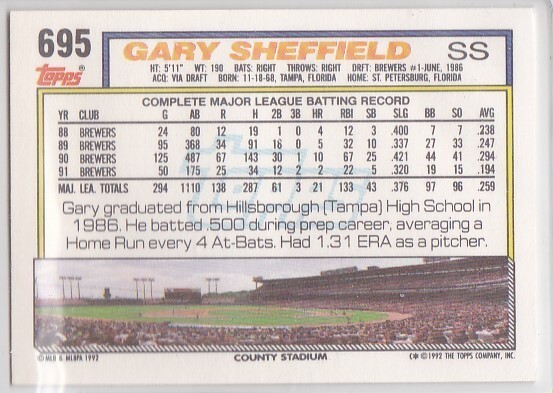 695 GARY SHEFFIELD SS
Topps®
HT: 5'11" WT: 190 BATS: RIGHT THROWS: RIGHT DRFT: BREWERS #1-JUNE, 1986
ACQ: VIA DRAFT BORN: 11-18-68, TAMPA, FLORIDA HOME: ST. PETERSBURG, FLORIDA
COMPLETE MAJOR LEAGUE BATTING RECORD
YR CLUB G AB R H 2B 3B HR RBI SB SLG BB SO AVG
88 BREWERS 24 80 12 19 1 0 4 12 3 .400 7 7 .238
89 BREWERS 95 368 34 91 18 0 5 32 10 .337 27 33 .247
90 BREWERS 125 487 67 143 30 1 10 67 25 .421 44 41 .294
91 BREWERS 50 175 25 34 12 2 2 22 5 .320 19 15 .194
MAJ. LEA. TOTALS 294 1110 138 287 61 3 21 133 43 .376 97 96 .259
Gary graduated from Hillsborough (Tampa) High School in
1986. He batted .500 during prep career, averaging a
Home Run every 4 At-Bats. Had 1.31 ERA as a pitcher.
© MLB & MLBPA 1992 COUNTY STADIUM C* © 1992 THE TOPPS COMPANY, INC.